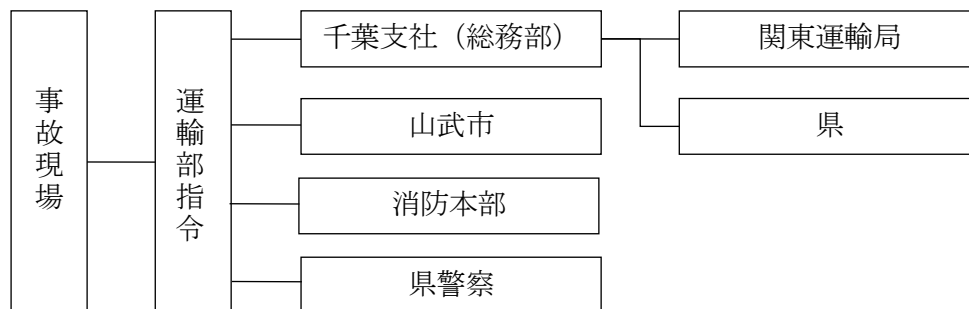 事故現場
運輸部指令
千葉支社（総務部）
関東運輸局
県
山武市
消防本部
県警察